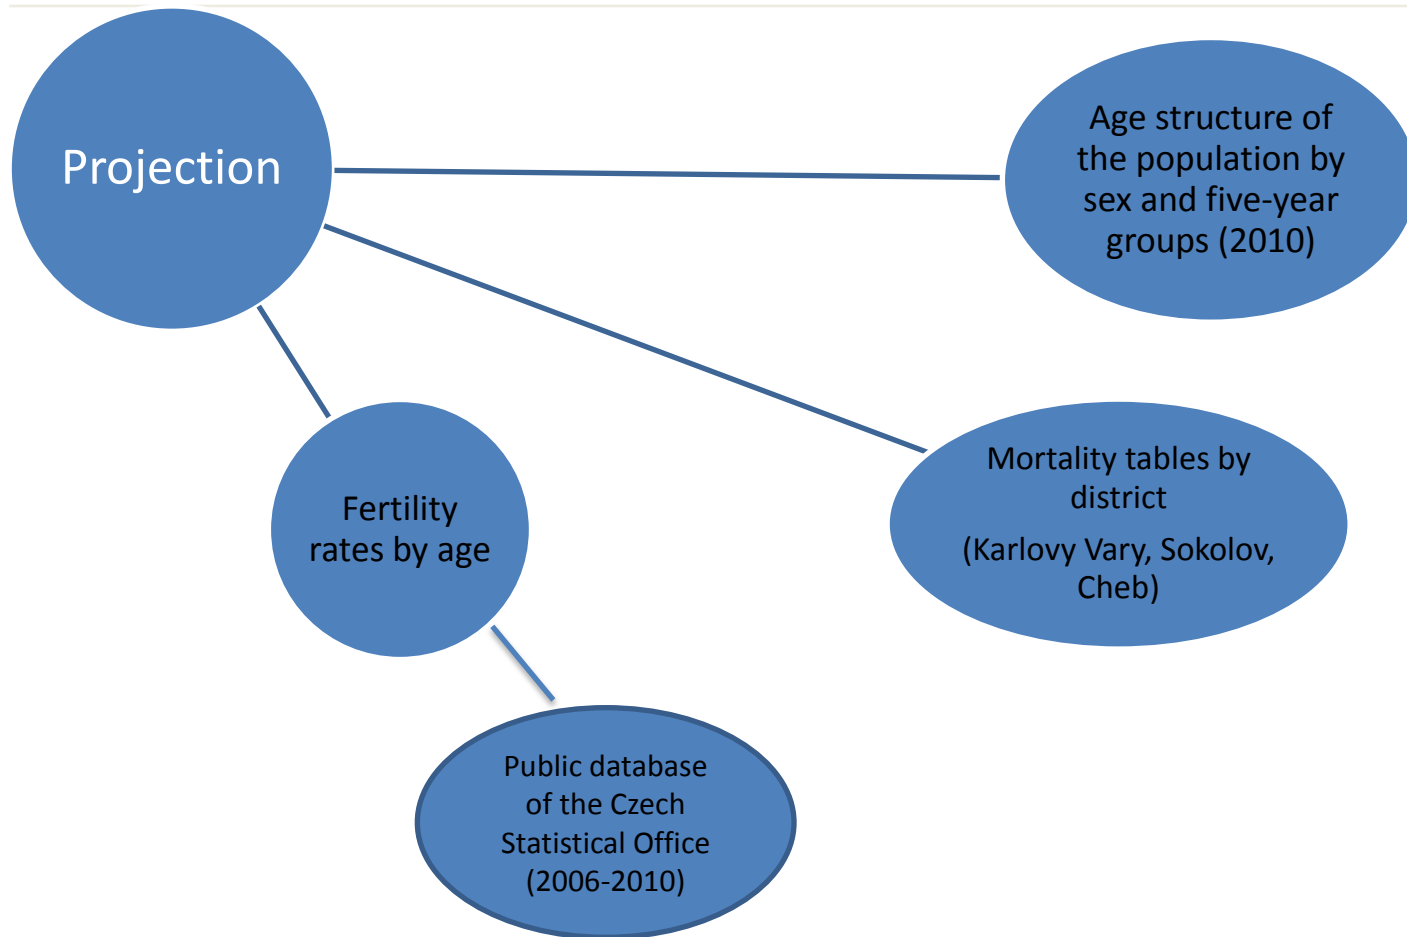 Projection
Age structure of
the population by
sex and five-year
groups (2010)
Mortality tables by
district
(Karlovy Vary, Sokolov,
Cheb)
Fertility
rates by age
Public database
of the Czech
Statistical Office
(2006-2010)